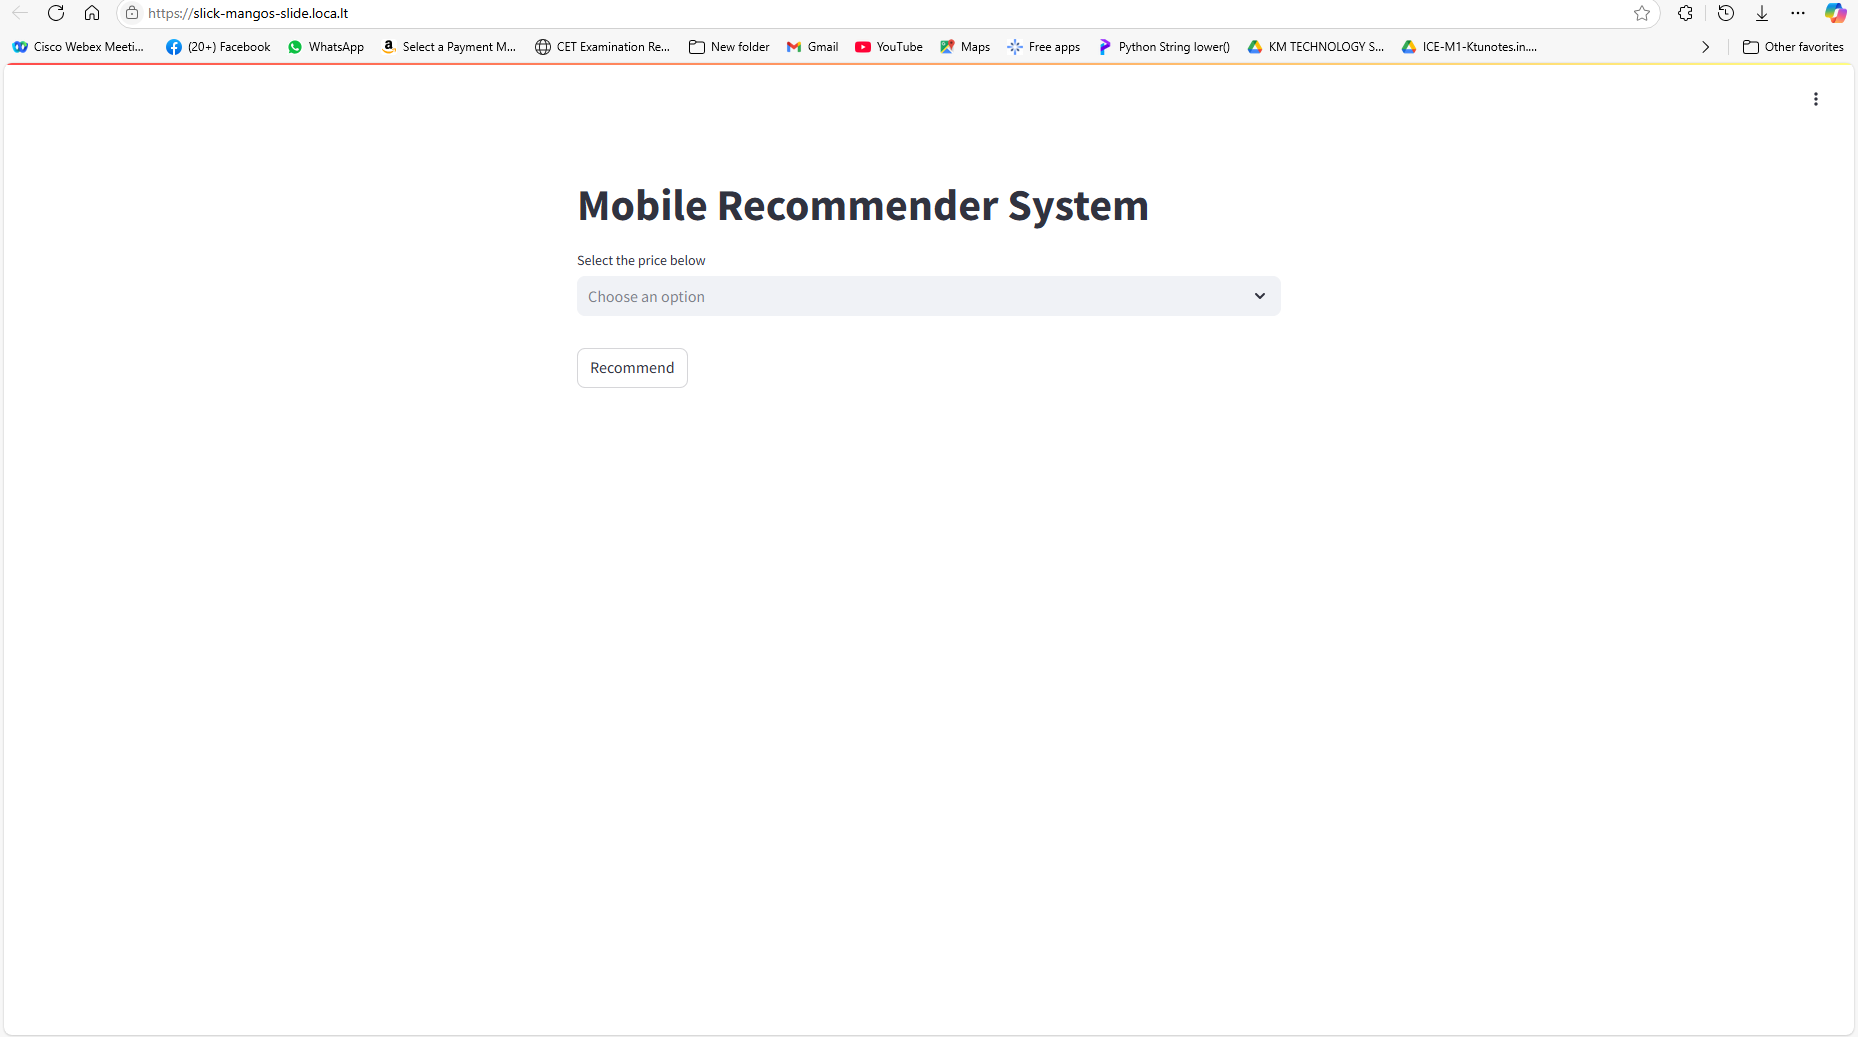 https://slick-mangos-slide.loca.lt
Cisco Webex Meeti... (20+) Facebook WhatsApp Select a Payment M... CET Examination Re... New folder Gmail YouTube Maps Free apps Python String lower() KM TECHNOLOGY S... ICE-M1-Ktunotes.in.... Other favorites
Mobile Recommender System
Select the price below
Choose an option
Recommend